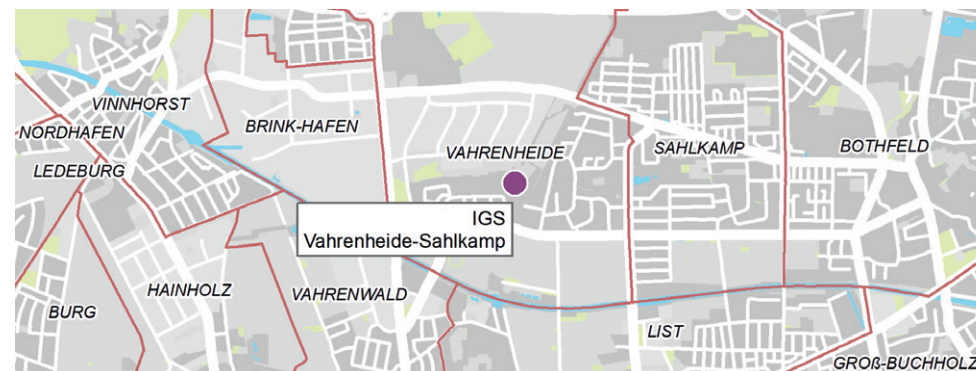 VINNHORST
NORDHAFEN
BRINK-HAFEN
LEDEBURG
VAHRENHEIDE
SAHLKAMP
BOTHFELD
IGS
Vahrenheide-Sahlkamp
HAINHOLZ
VAHRENWALD
BURG
LIST
GROß-BUCHHOLZ